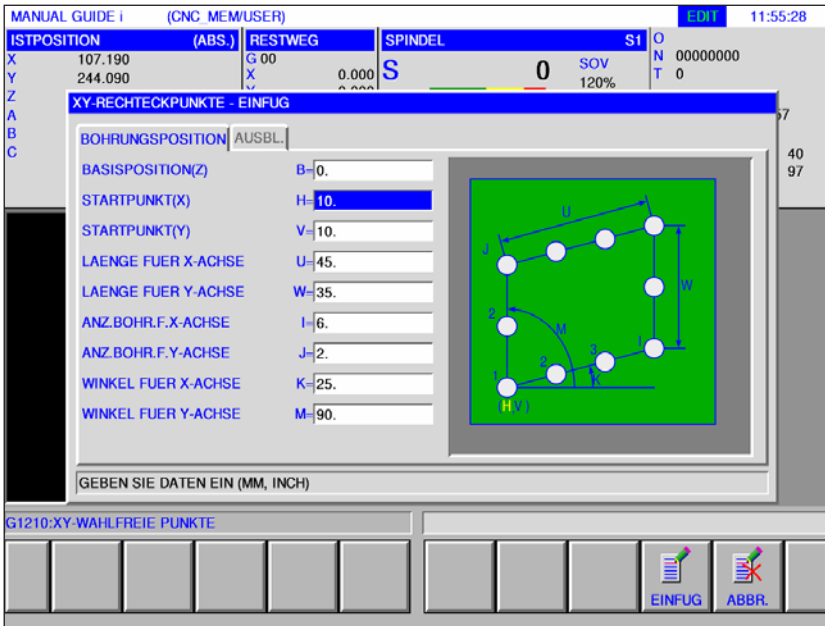 MANUAL GUIDE i (CNC_MEM/USER) EDIT 11:55:28
ISTPOSITION (ABS.) RESTWEG SPINDEL S1 O
X 107.190 G 00 N 00000000
Y 244.090 X 0.000 S 0 SOV T 0
120%
Z
A
B
C
40
97
XY-RECHTECKPUNKTE - EINFUG
BOHRUNGSPOSITION AUSBL.
BASISPOSITION(Z) B=0.
STARTPUNKT(X) H=10.
STARTPUNKT(Y) V=10.
LAENGE FUER X-ACHSE U=45.
LAENGE FUER Y-ACHSE W=35.
ANZ.BOHR.F.X-ACHSE I=6.
ANZ.BOHR.F.Y-ACHSE J=2.
WINKEL FUER X-ACHSE K=25.
WINKEL FUER Y-ACHSE M=90.
U
J
W
2
M
I
3
2
1
K
(H,V)
GEBEN SIE DATEN EIN (MM, INCH)
G1210:XY-WAHLFREIE PUNKTE
EINFUG ABBR.